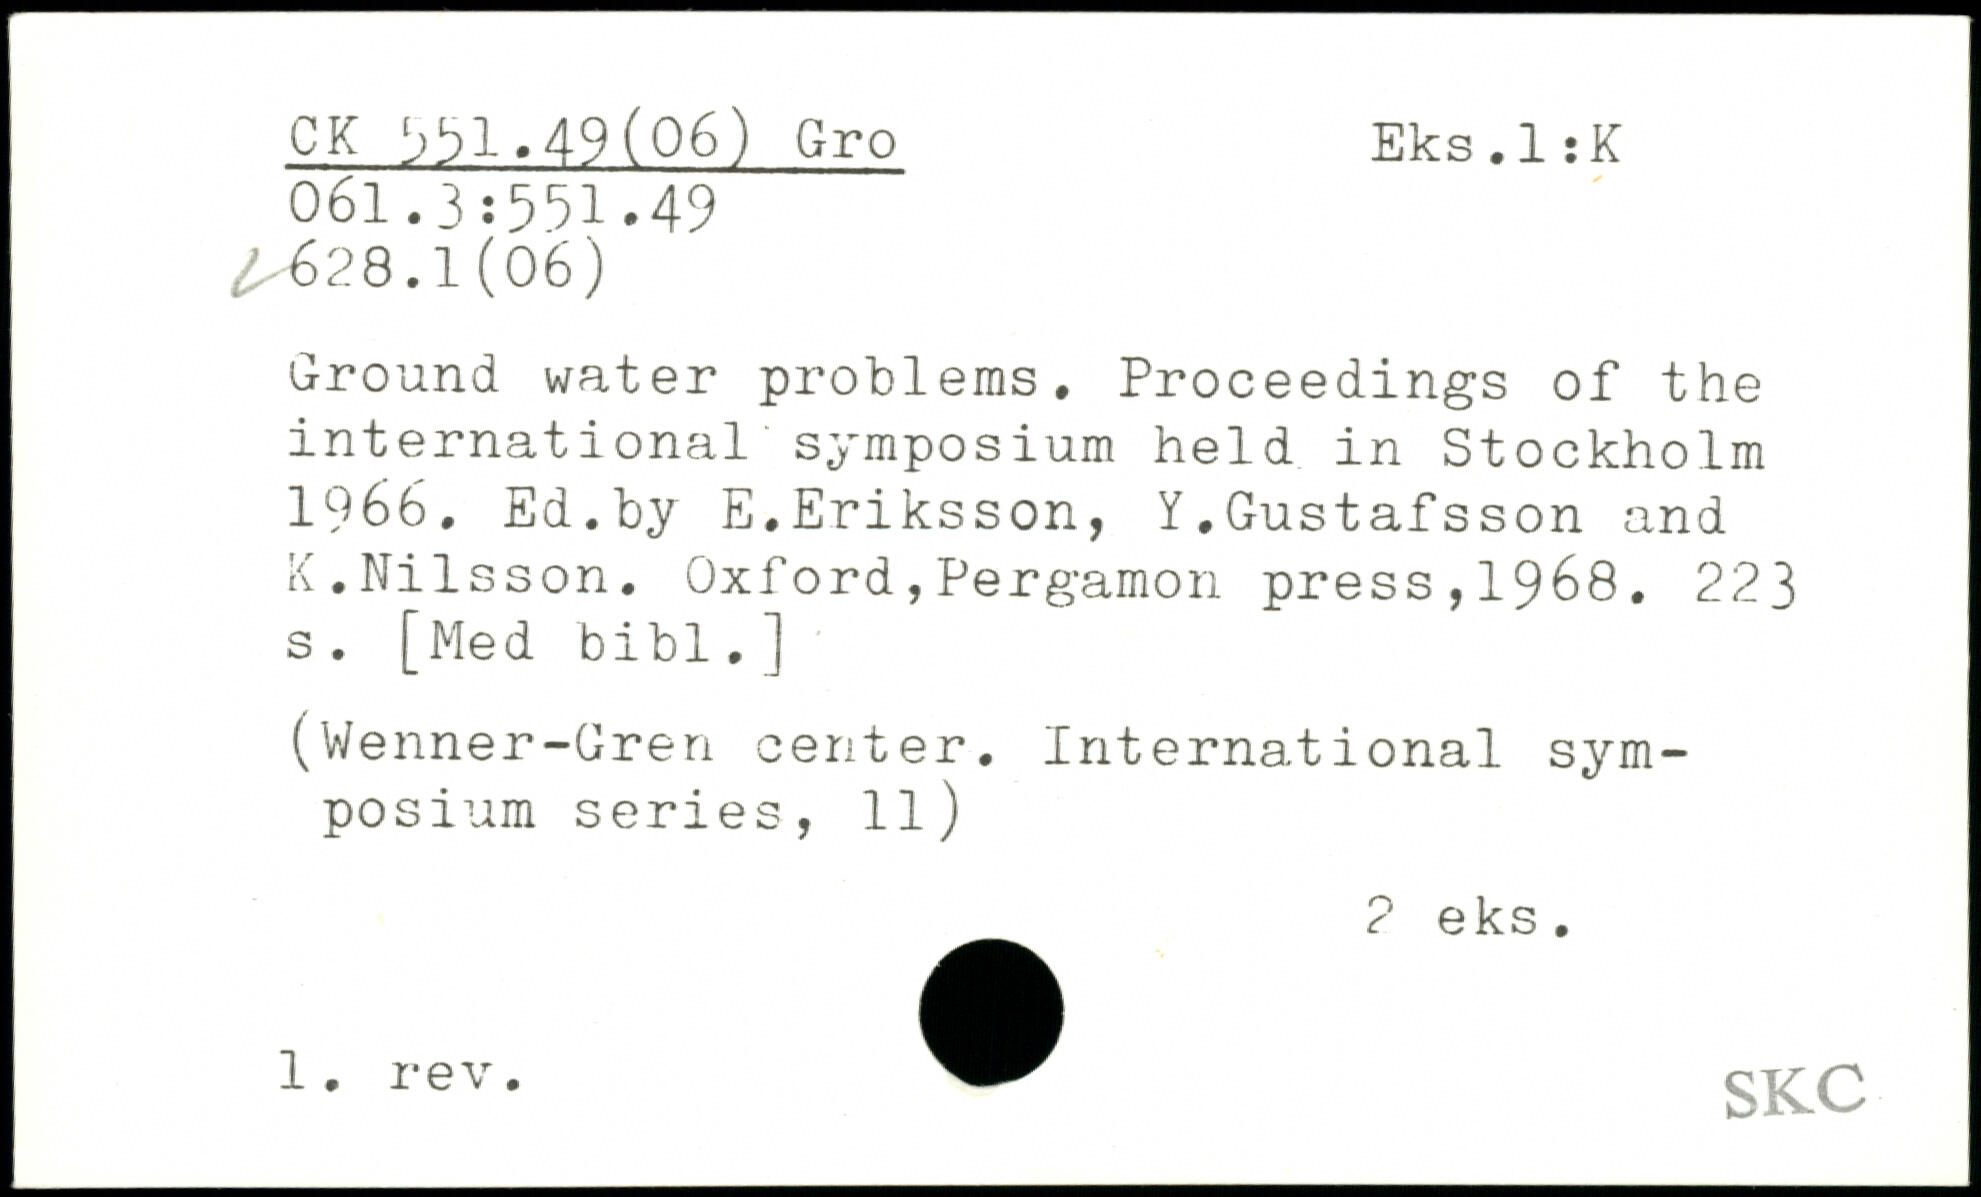 CK 551.49(06) Gro Eks.1:K
061.3:551.49
628.1(06)
Ground water problems. Proceedings of the
international symposium held in Stockholm
1966. Ed.by E.Eriksson, Y.Gustafsson and
K.Nilsson. Oxford,Pergamon press,1968. 223
s. [Med bibl.]
(Wenner-Gren center. International sym-
posium series, 11)
2 eks.
1. rev.
SKC